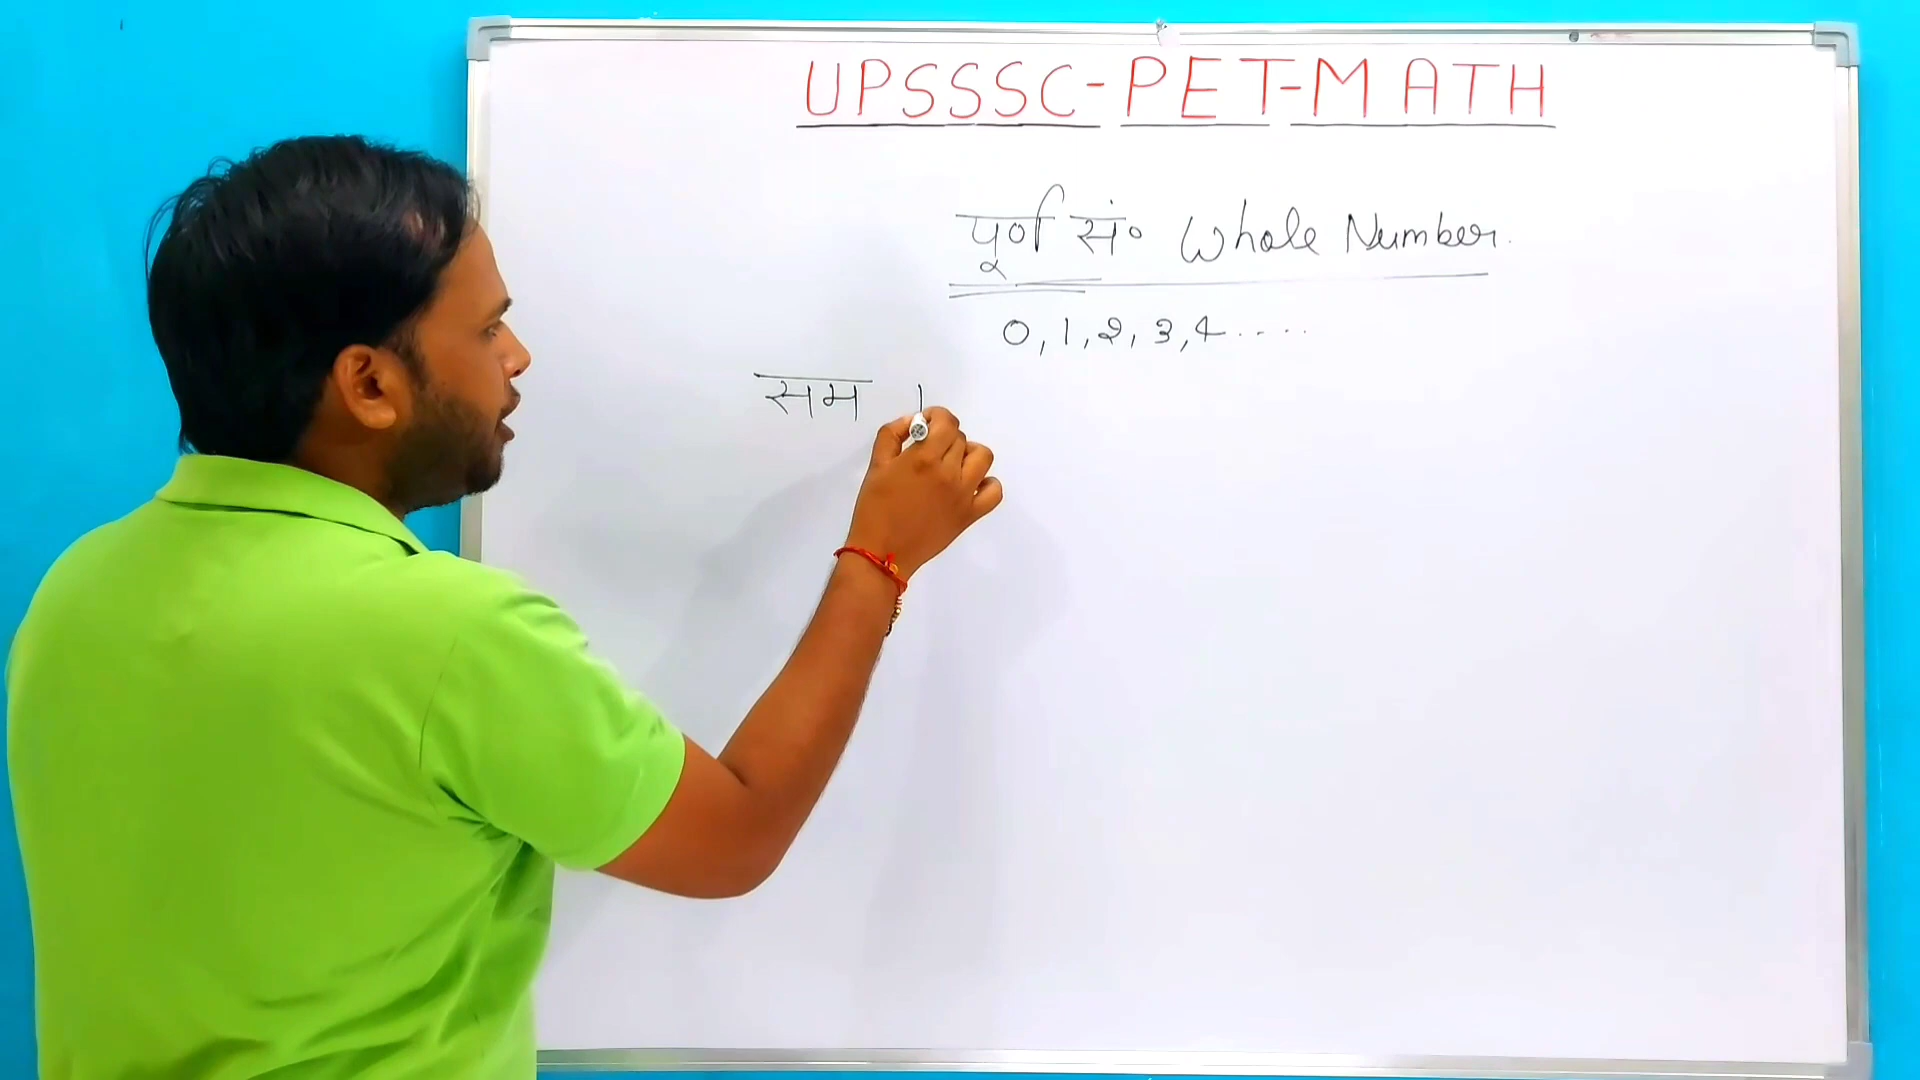 UPSSSC-PET-MATH
पूर्ण सं० Whole Number.
0, 1, 2, 3, 4.....
सम